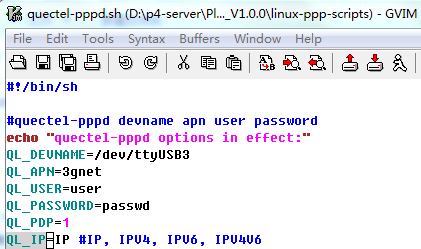 quectel-pppd.sh (D:\p4-server\Pl..._V1.0.0\linux-ppp-scripts) - GVIM
File Edit Tools Syntax Buffers Window Help
#!/bin/sh
#quectel-pppd devname apn user password
echo "quectel-pppd options in effect:"
QL_DEVNAME=/dev/ttyUSB3
QL_APN=3gnet
QL_USER=user
QL_PASSWORD=passwd
QL_PDP=1
QL_IP=IP #IP, IPV4, IPV6, IPV4V6